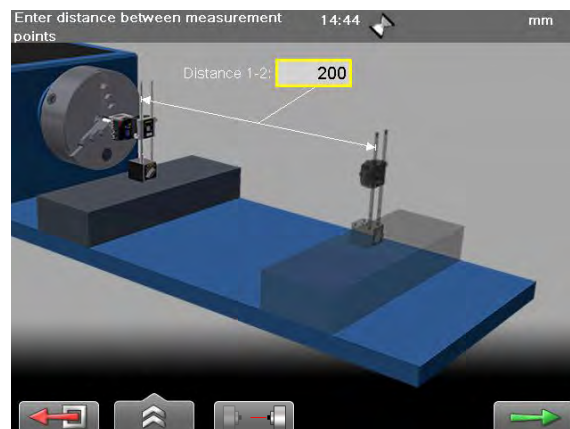 Enter distance between measurement
points
14:44
mm
Distance 1-2:
200